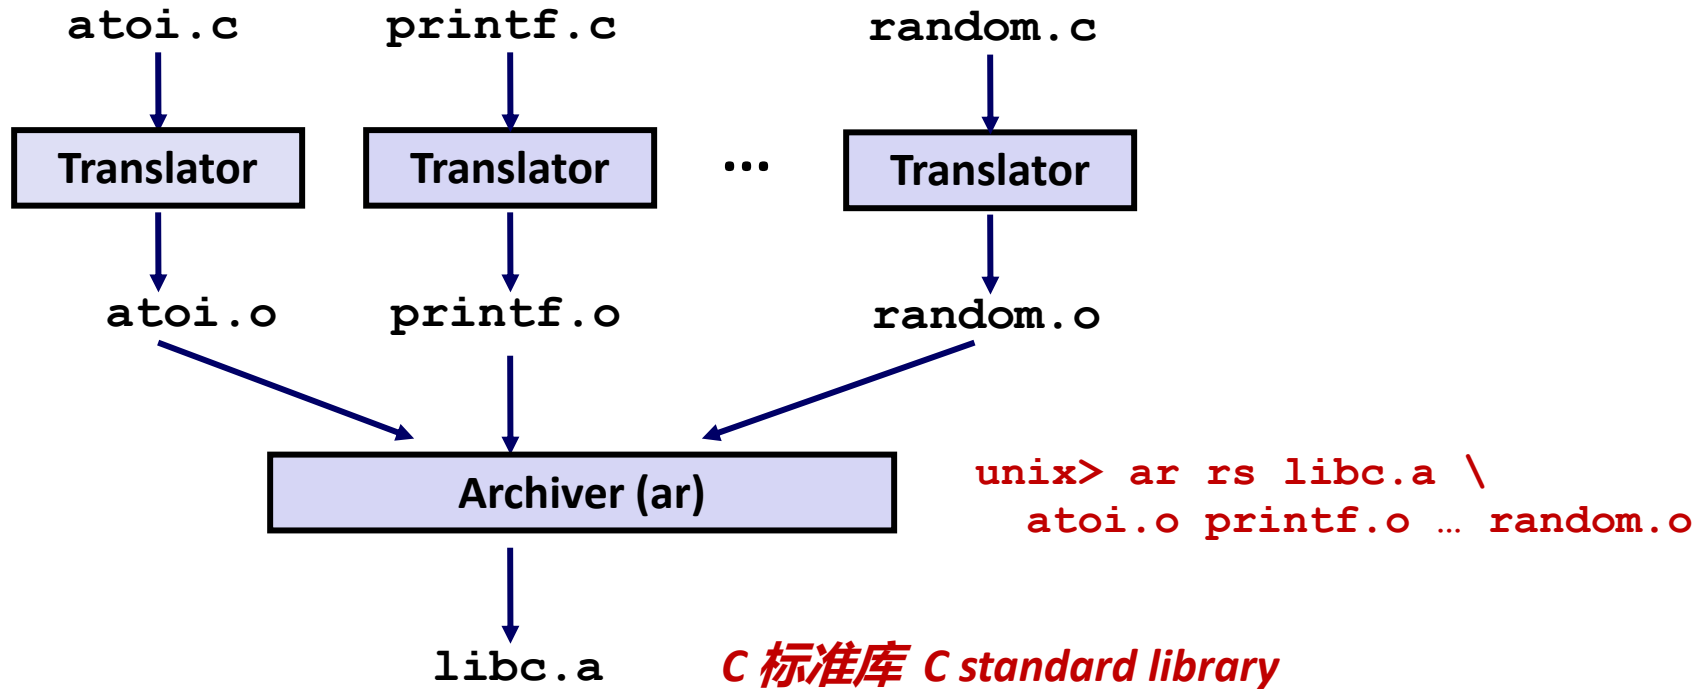 atoi.c printf.c random.c
Translator Translator ... Translator
atoi.o printf.o random.o
Archiver (ar)
unix> ar rs libc.a \
atoi.o printf.o … random.o
libc.a
C 标准库 C standard library